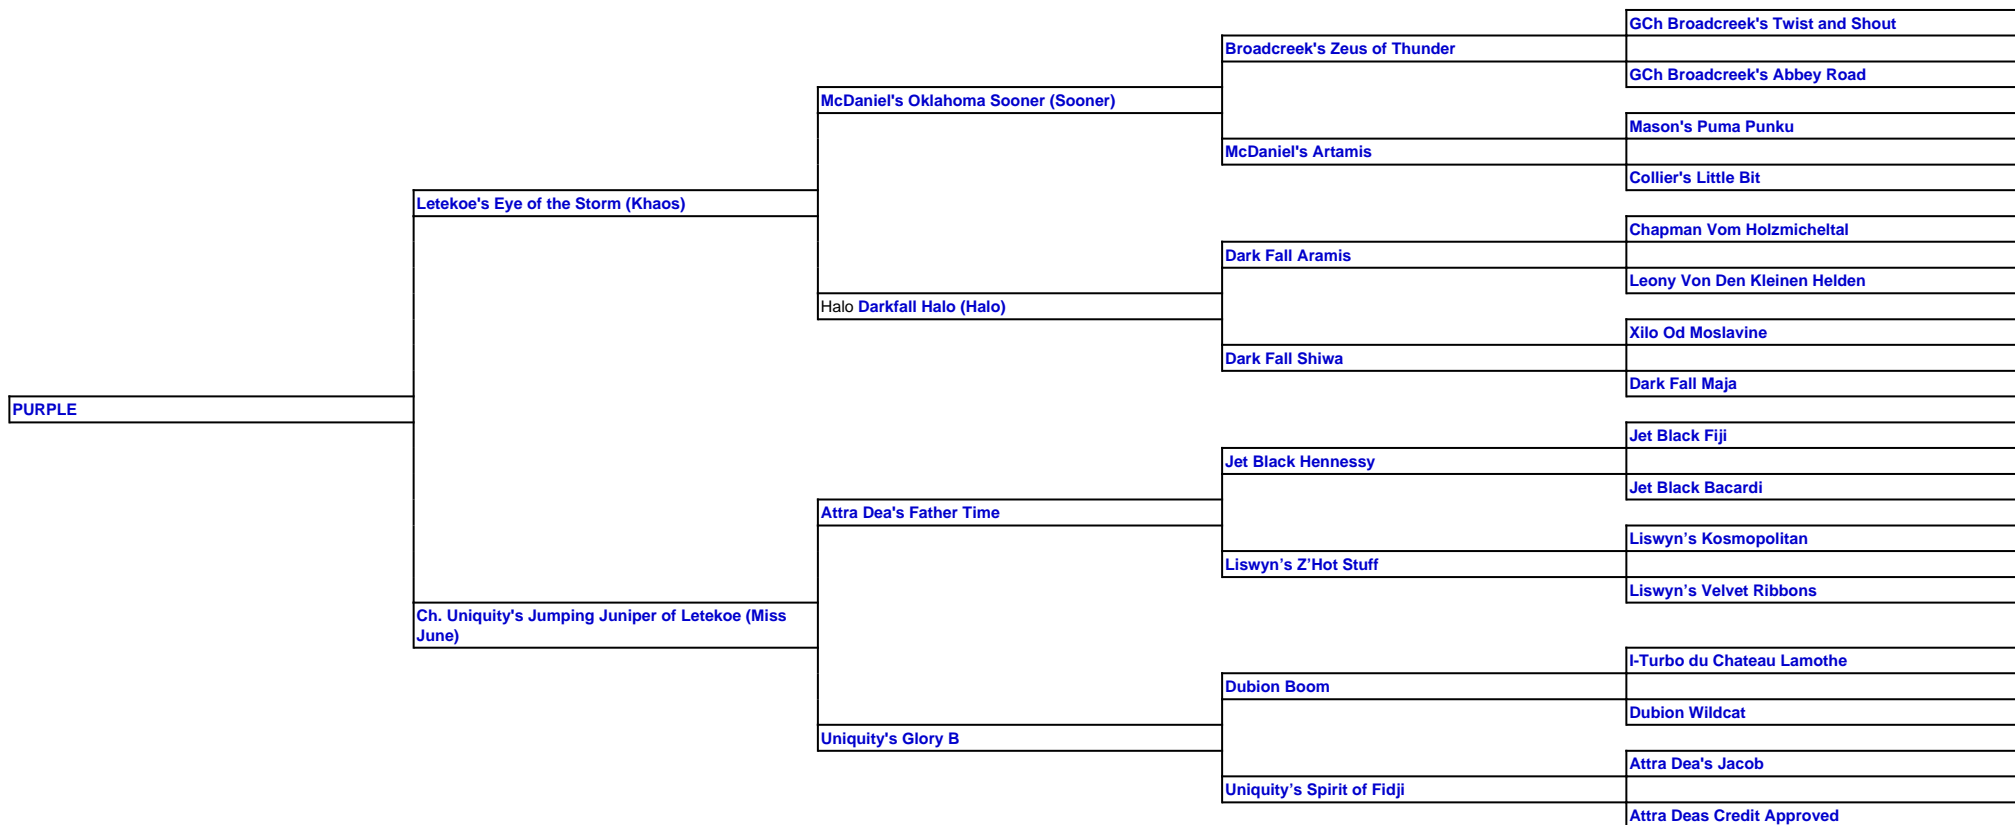 GCh Broadcreek's Twist and Shout
Broadcreek's Zeus of Thunder
GCh Broadcreek's Abbey Road
McDaniel's Oklahoma Sooner (Sooner)
Mason's Puma Punku
McDaniel's Artamis
Collier's Little Bit
Letekoe's Eye of the Storm (Khaos)
Chapman Vom Holzmicheltal
Dark Fall Aramis
Leony Von Den Kleinen Helden
Halo Darkfall Halo (Halo)
Xilo Od Moslavine
Dark Fall Shiwa
Dark Fall Maja
PURPLE
Jet Black Fiji
Jet Black Hennessy
Jet Black Bacardi
Attra Dea's Father Time
Liswyn’s Kosmopolitan
Liswyn’s Z’Hot Stuff
Liswyn’s Velvet Ribbons
Ch. Uniquity's Jumping Juniper of Letekoe (Miss
June)
I-Turbo du Chateau Lamothe
Dubion Boom
Dubion Wildcat
Uniquity's Glory B
Attra Dea's Jacob
Uniquity’s Spirit of Fidji
Attra Deas Credit Approved